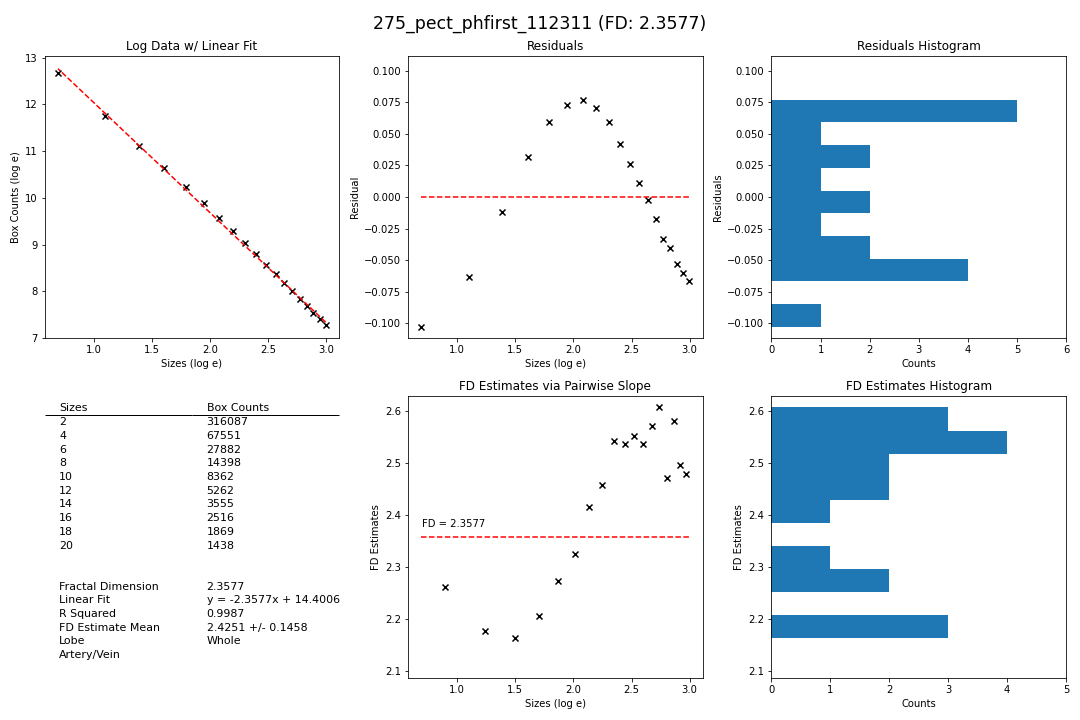 275_pect_phfirst_112311 (FD: 2.3577)
Log Data w/ Linear Fit
Box Counts (log e)
13
12
11
10
9
8
7
1.0 1.5 2.0 2.5 3.0
Sizes (log e)
Residuals
Residual
0.100
0.075
0.050
0.025
0.000
−0.025
−0.050
−0.075
−0.100
1.0 1.5 2.0 2.5 3.0
Sizes (log e)
Residuals Histogram
Residuals
0.100
0.075
0.050
0.025
0.000
−0.025
−0.050
−0.075
−0.100
0 1 2 3 4 5 6
Counts
Sizes Box Counts
2 316087
4 67551
6 27882
8 14398
10 8362
12 5262
14 3555
16 2516
18 1869
20 1438
Fractal Dimension 2.3577
Linear Fit y = -2.3577x + 14.4006
R Squared 0.9987
FD Estimate Mean 2.4251 +/- 0.1458
Lobe Whole
Artery/Vein
FD Estimates via Pairwise Slope
FD Estimates
2.6
2.5
2.4
2.3
2.2
2.1
FD = 2.3577
1.0 1.5 2.0 2.5 3.0
Sizes (log e)
FD Estimates Histogram
FD Estimates
2.6
2.5
2.4
2.3
2.2
2.1
0 1 2 3 4 5
Counts